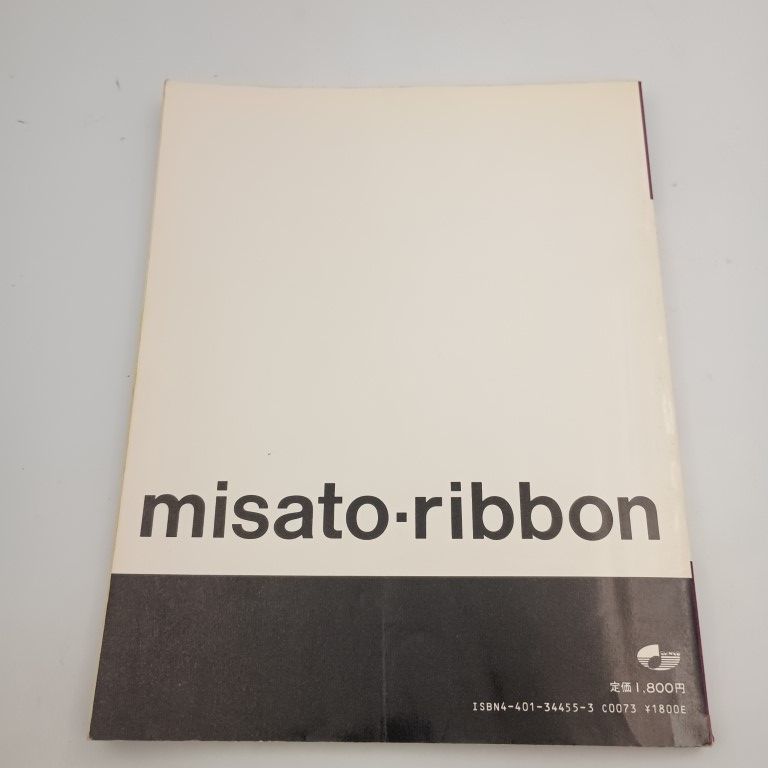 misato·ribbon
定価1,800円
ISBN4-401-34455-3 C0073 ¥1800E